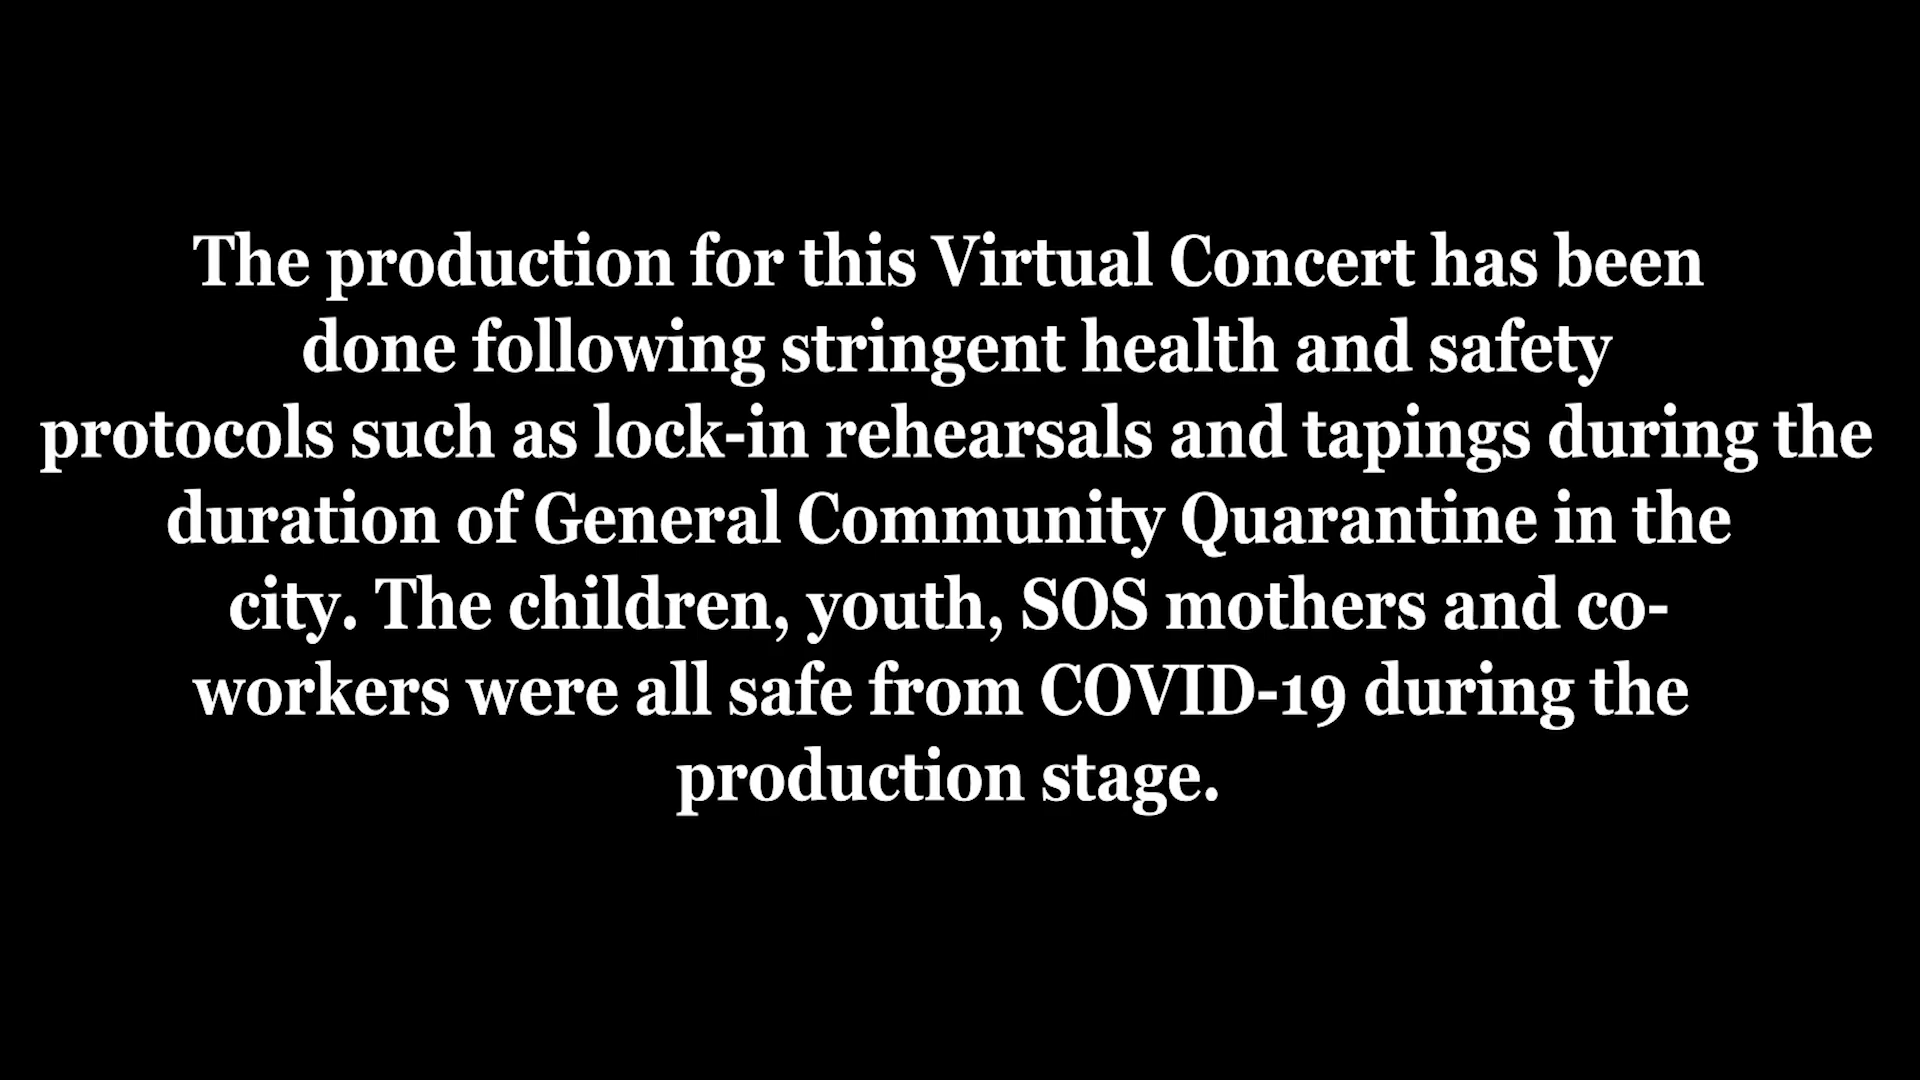 The production for this Virtual Concert has been
done following stringent health and safety
protocols such as lock-in rehearsals and tapings during the
duration of General Community Quarantine in the
city. The children, youth, SOS mothers and co-
workers were all safe from COVID-19 during the
production stage.